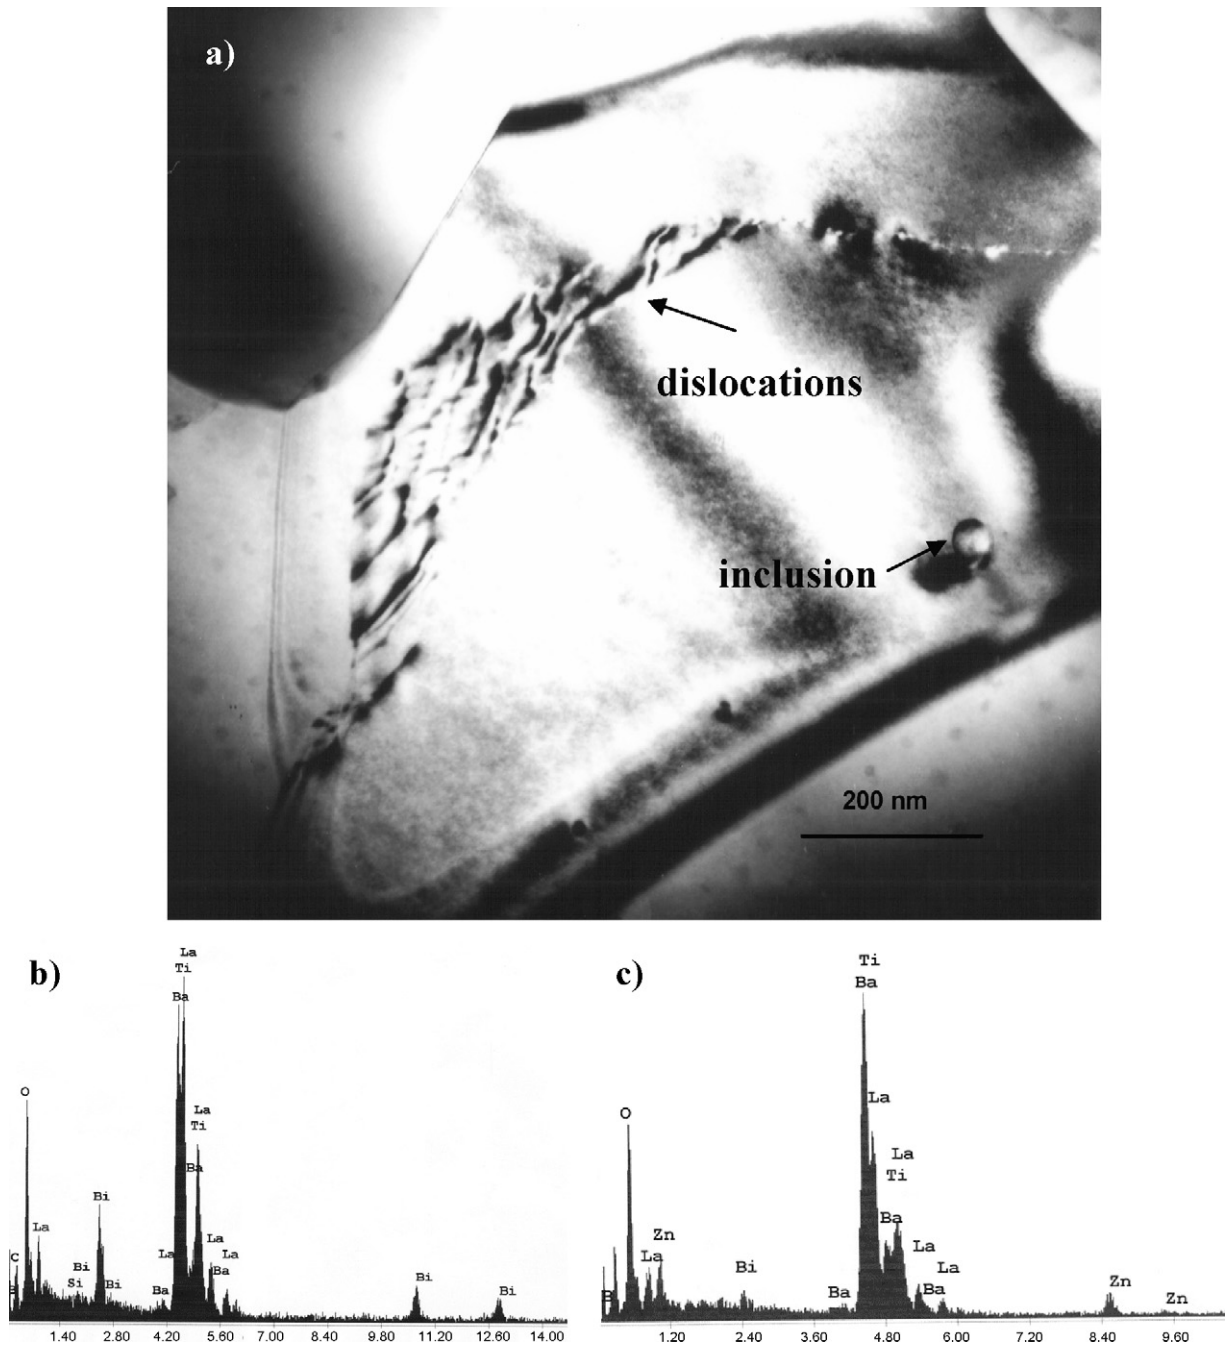 a)
dislocations
inclusion
200 nm
b)
La
Ti
Ba
O
La
Ti
Ba
Bi
La
C
B
Bi
Si
Bi
La
Ba
La
Ba
La
Bi
Bi
1.40 2.80 4.20 5.60 7.00 8.40 9.80 11.20 12.60 14.00
c)
Ti
Ba
La
O
La
Ti
Ba
Zn
La
B
Bi
Ba
La
Ba
La
Zn
Zn
1.20 2.40 3.60 4.80 6.00 7.20 8.40 9.60